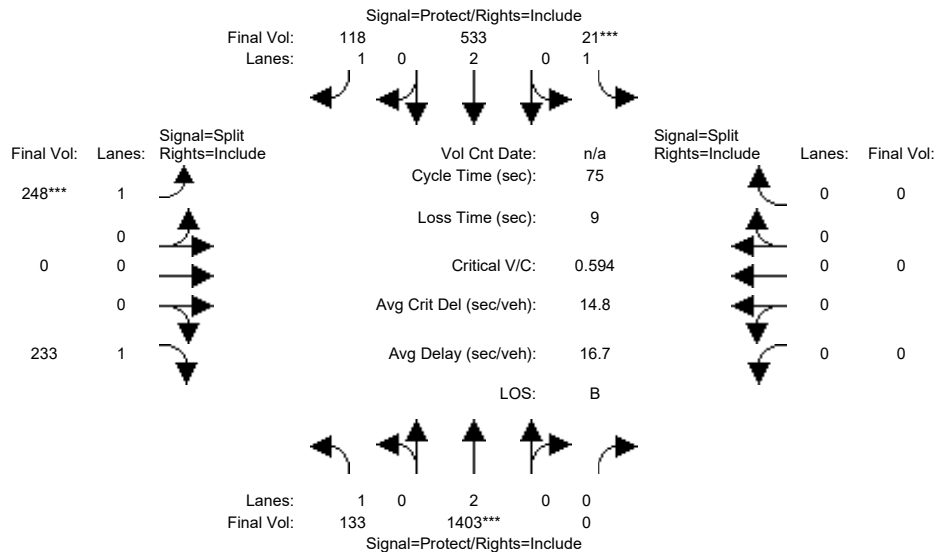 Signal=Protect/Rights=Include
Final Vol: 118 533 21***
Lanes: 1 0 2 0 1
Signal=Split
Final Vol: Lanes: Rights=Include
Vol Cnt Date: n/a
Signal=Split
Rights=Include Lanes: Final Vol:
Cycle Time (sec): 75
248*** 1
0 0
Loss Time (sec): 9
0
0
0 0
Critical V/C: 0.594
0 0
0
Avg Crit Del (sec/veh): 14.8
0
233 1
Avg Delay (sec/veh): 16.7
0 0
LOS: B
Lanes: 1 0 2 0 0
Final Vol: 133 1403*** 0
Signal=Protect/Rights=Include